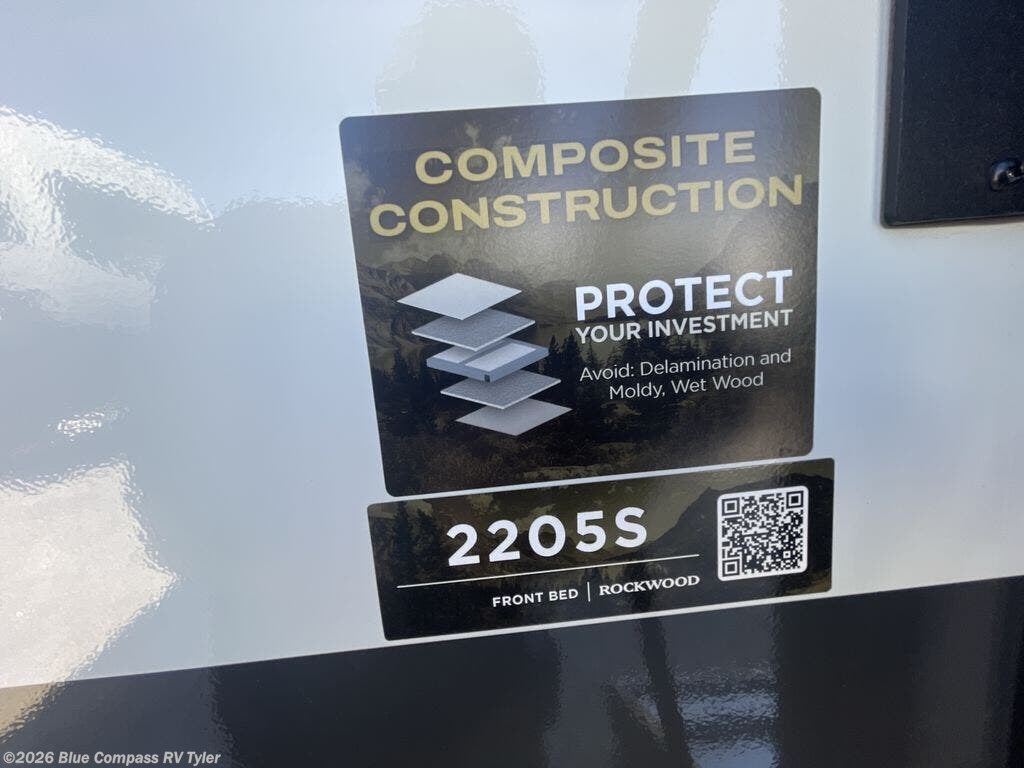 COMPOSITE
CONSTRUCTION
PROTECT
YOUR INVESTMENT
Avoid: Delamination and
Moldy, Wet Wood
2205S
FRONT BED | ROCKWOOD
©2026 Blue Compass RV Tyler